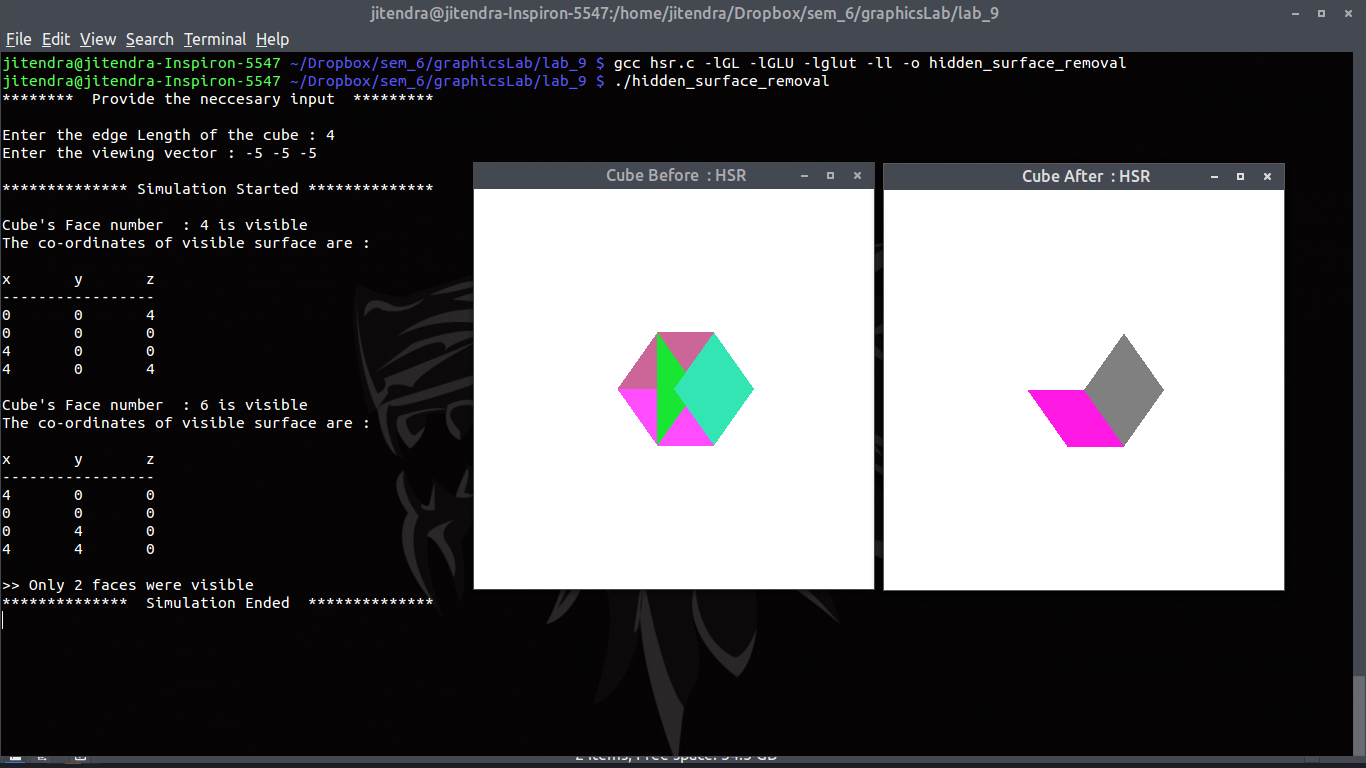 jitendra@jitendra-Inspiron-5547:/home/jitendra/Dropbox/sem_6/graphicsLab/lab_9
File Edit View Search Terminal Help
jitendra@jitendra-Inspiron-5547 ~/Dropbox/sem_6/graphicsLab/lab_9 $ gcc hsr.c -lGL -lGLU -lglut -ll -o hidden_surface_removal
jitendra@jitendra-Inspiron-5547 ~/Dropbox/sem_6/graphicsLab/lab_9 $ ./hidden_surface_removal
******** Provide the neccesary input *********
Enter the edge Length of the cube : 4
Enter the viewing vector : -5 -5 -5
************** Simulation Started **************
Cube's Face number : 4 is visible
The co-ordinates of visible surface are :
x y z
-----------------
0 0 4
0 0 0
4 0 0
4 0 4
Cube's Face number : 6 is visible
The co-ordinates of visible surface are :
x y z
-----------------
4 0 0
0 0 0
0 4 0
4 4 0
>> Only 2 faces were visible
************** Simulation Ended **************
Cube Before : HSR
Cube After : HSR